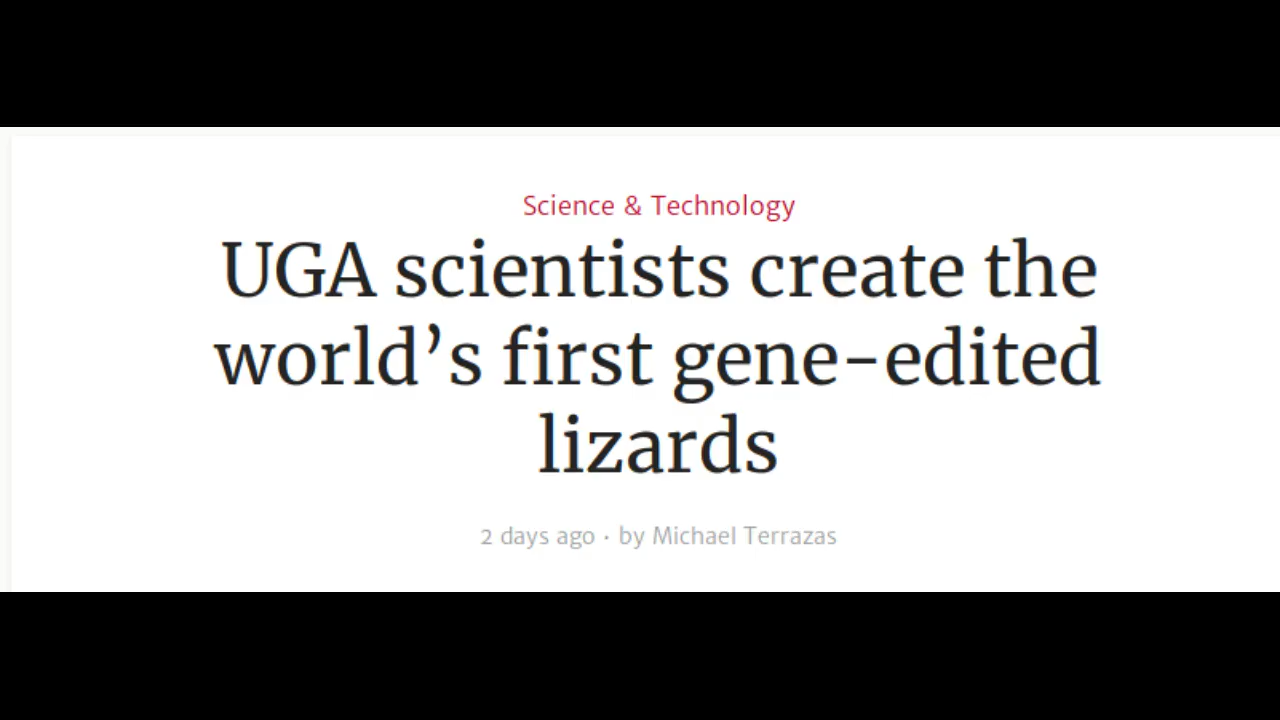 Science & Technology
UGA scientists create the
world’s first gene-edited
lizards
2 days ago · by Michael Terrazas